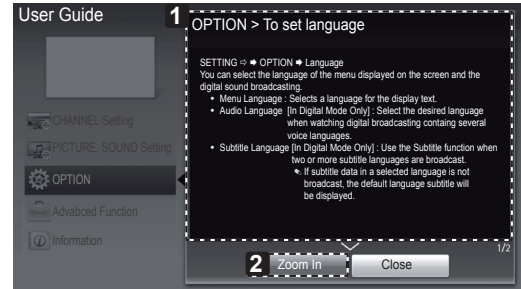 User Guide
1
OPTION > To set language
SETTING ⇨ ➡ OPTION ➡ Language
You can select the language of the menu displayed on the screen and the
digital sound broadcasting.
• Menu Language : Selects a language for the display text.
• Audio Language [In Digital Mode Only] : Select the desired language
when watching digital broadcasting containg several
voice languages.
• Subtitle Language [In Digital Mode Only] : Use the Subtitle function when
two or more subtitle languages are broadcast.
✎ If subtitle data in a selected language is not
broadcast, the default language subtitle will
be displayed.
CHANNEL Setting
PICTURE, SOUND Setting
OPTION
Advabced Function
Information
1/2
2
Zoom In
Close